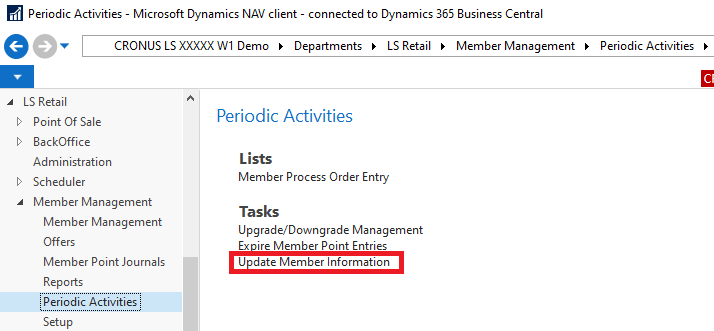 Periodic Activities - Microsoft Dynamics NAV client - connected to Dynamics 365 Business Central
CRONUS LS XXXXX W1 Demo Departments LS Retail Member Management Periodic Activities
LS Retail
Point Of Sale
BackOffice
Administration
Scheduler
Member Management
Member Management
Offers
Member Point Journals
Reports
Periodic Activities
Setup
Periodic Activities
Lists
Member Process Order Entry
Tasks
Upgrade/Downgrade Management
Expire Member Point Entries
Update Member Information